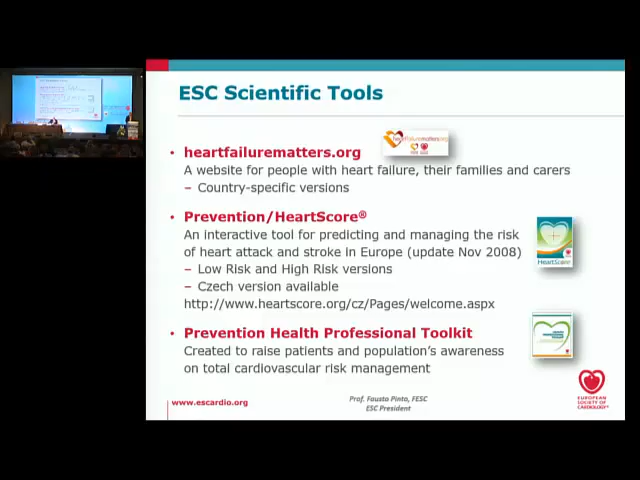 ESC Scientific Tools
• heartfailurematters.org
heartfailurematters.org
A website for people with heart failure, their families and carers
– Country-specific versions
• Prevention/HeartScore®
An interactive tool for predicting and managing the risk
of heart attack and stroke in Europe (update Nov 2008)
– Low Risk and High Risk versions
– Czech version available
http://www.heartscore.org/cz/Pages/welcome.aspx
HeartScore
• Prevention Health Professional Toolkit
Created to raise patients and population's awareness
on total cardiovascular risk management
www.escardio.org
Prof. Fausto Pinto, FESC
ESC President
EUROPEAN
SOCIETY OF
CARDIOLOGY®